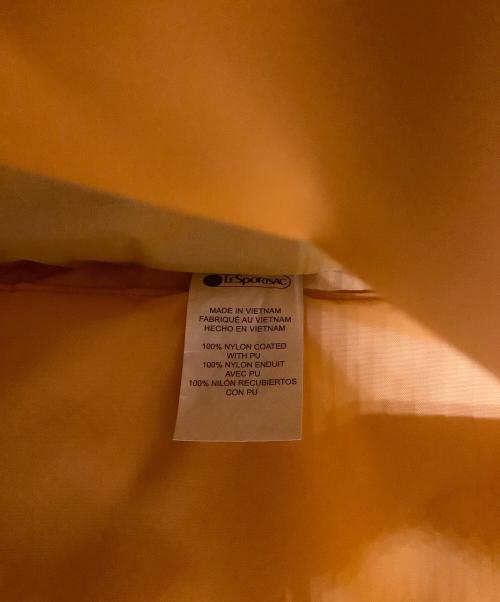 LeSportsac
MADE IN VIETNAM
FABRIQUÉ AU VIETNAM
HECHO EN VIETNAM
100% NYLON COATED
WITH PU
100% NYLON ENDUIT
AVEC PU
100% NILÓN RECUBIERTOS
CON PU